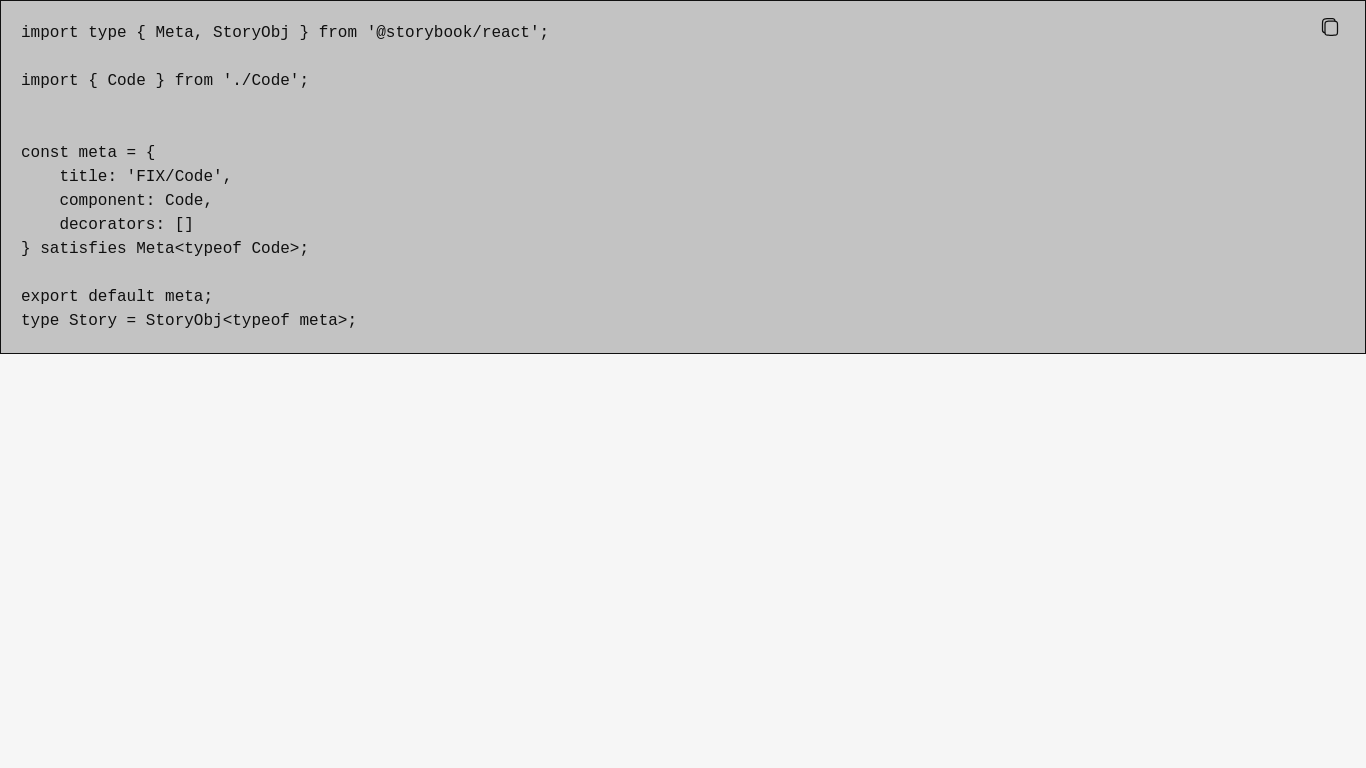 import type { Meta, StoryObj } from '@storybook/react';

import { Code } from './Code';


const meta = {
    title: 'FIX/Code',
    component: Code,
    decorators: []
} satisfies Meta<typeof Code>;

export default meta;
type Story = StoryObj<typeof meta>;